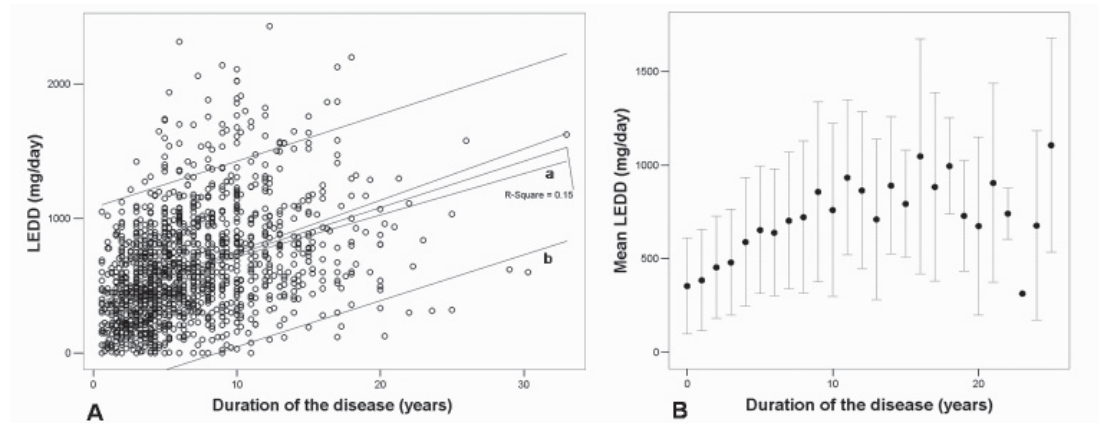 LEDD (mg/day)
2000
1000
0
a
R-Square = 0.15
b
0
10
20
30
A
Duration of the disease (years)
Mean LEDD (mg/day)
1500
1000
500
0
0
10
20
B
Duration of the disease (years)